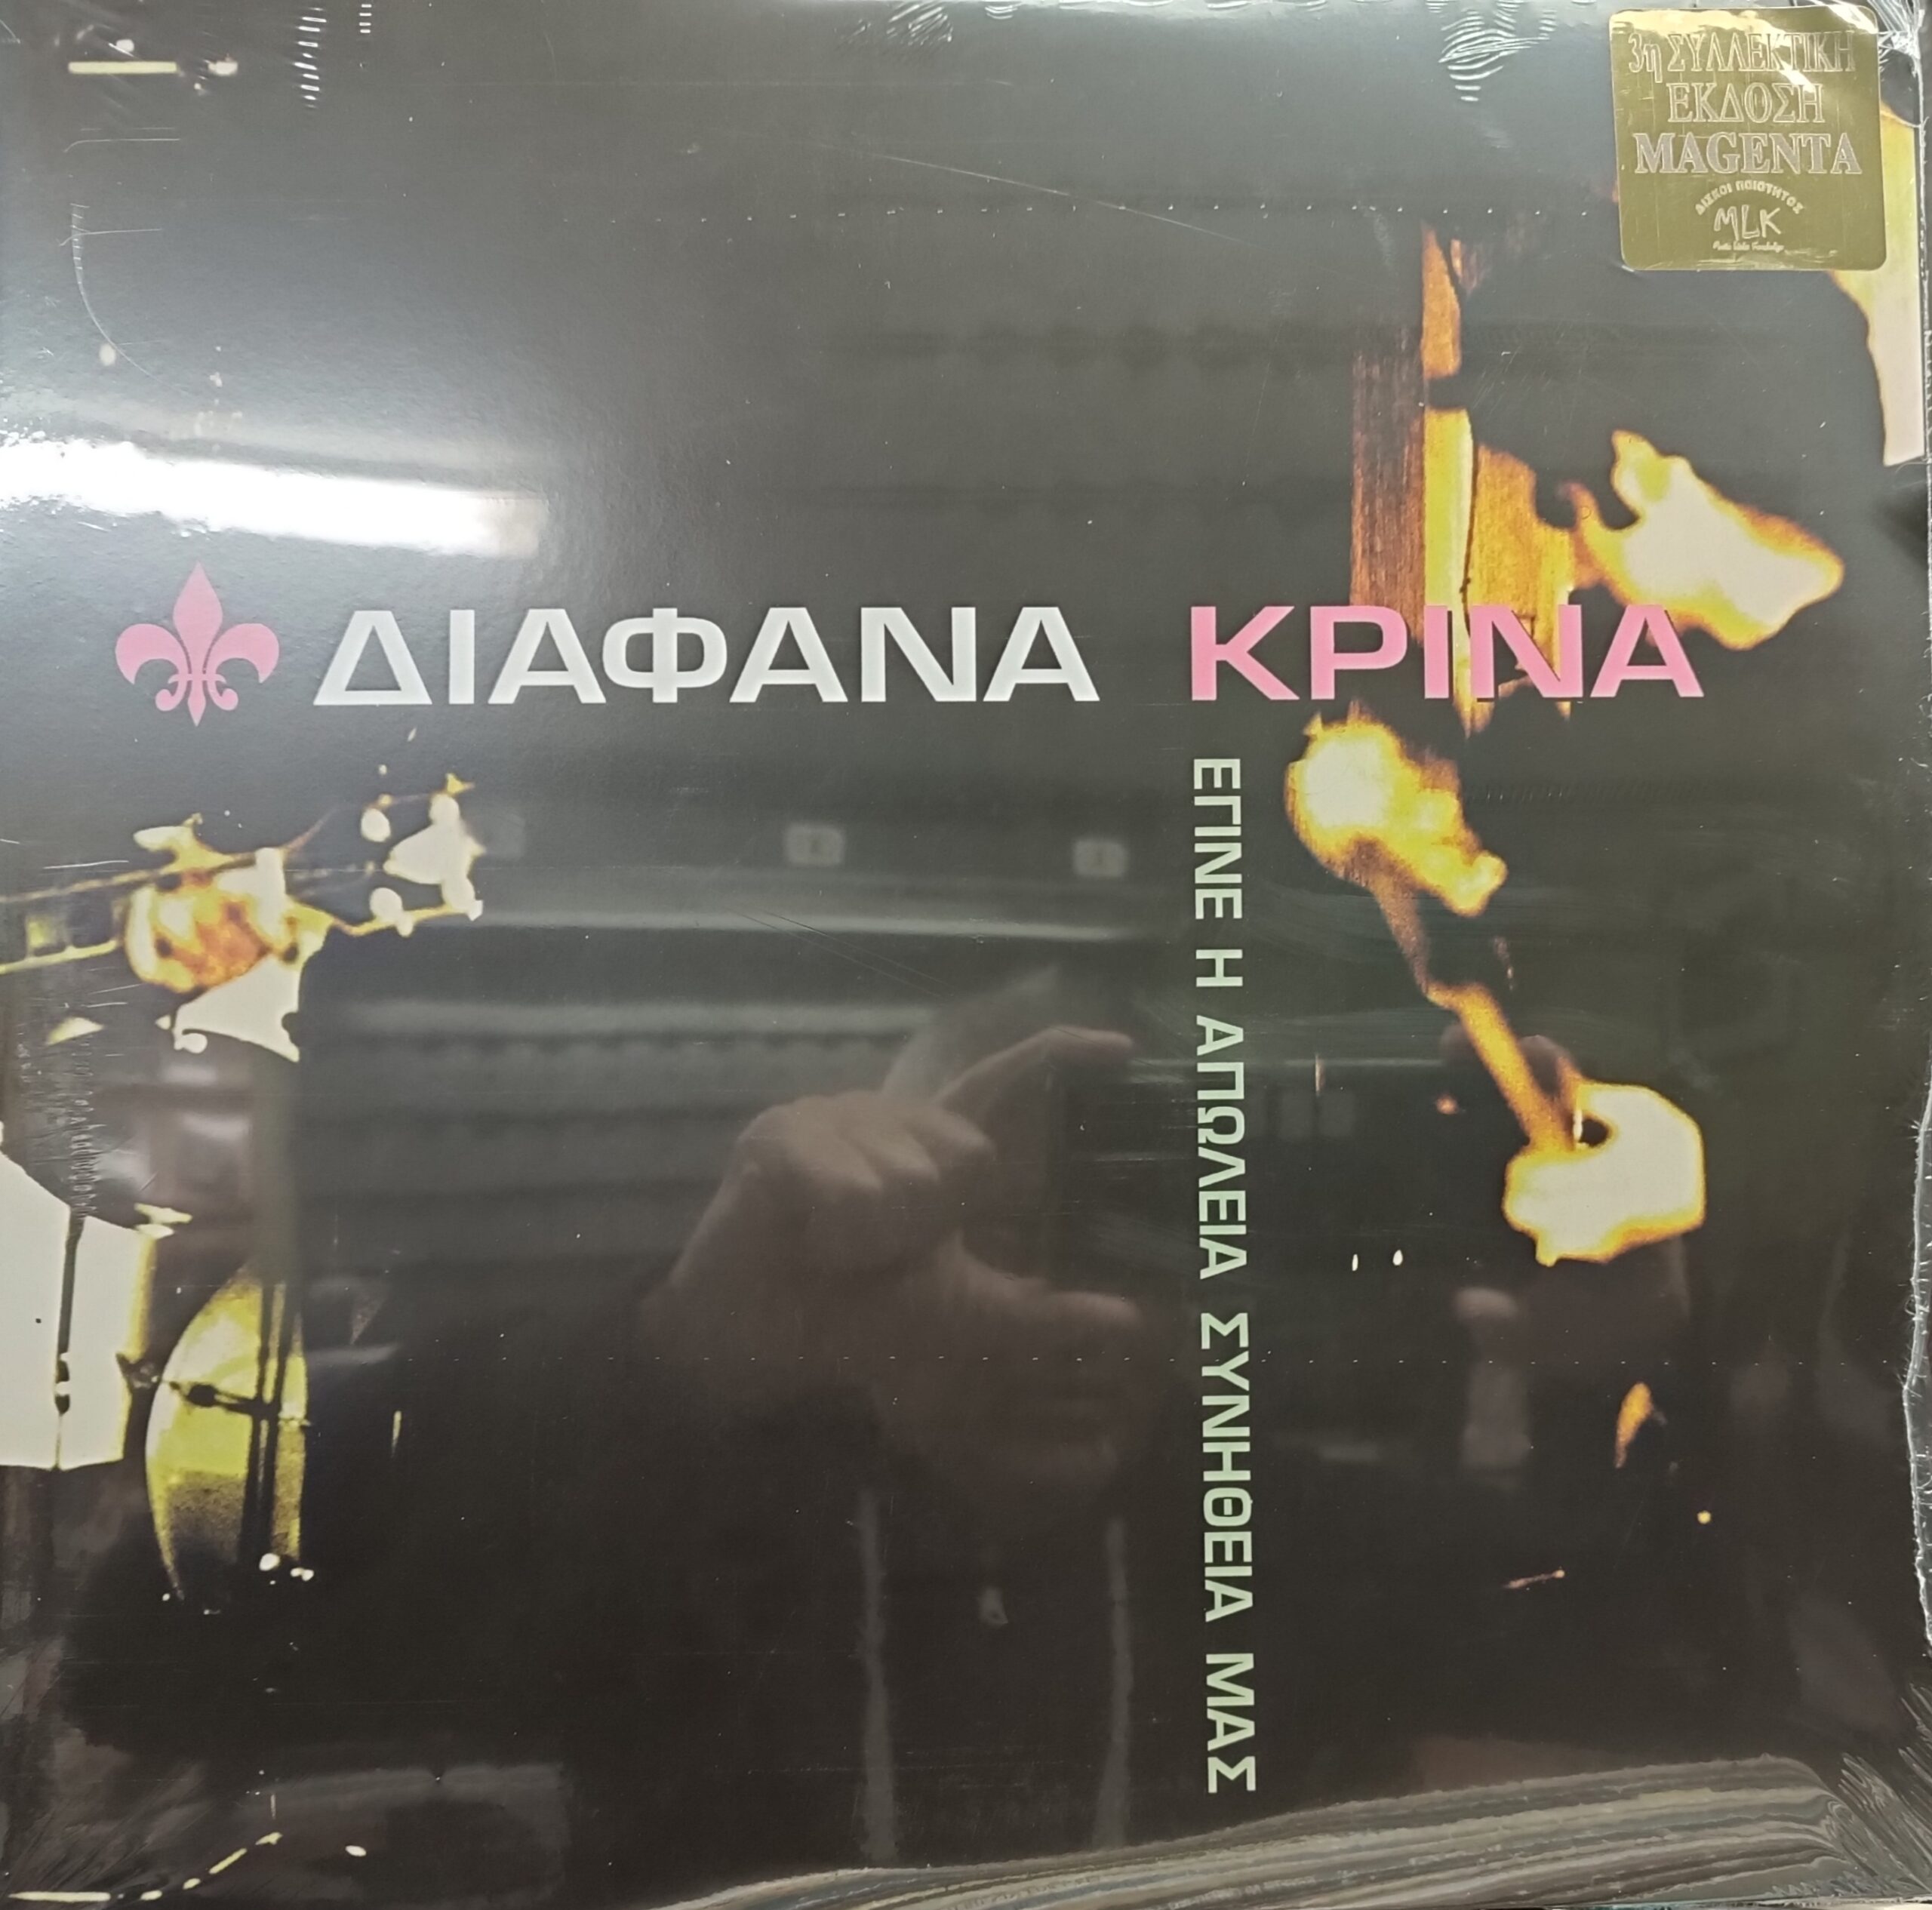 3η ΣΥΛΛΕΚΤΙΚΗ
ΕΚΔΟΣΗ
MAGENTA
ΔΙΣΚΟΙ ΠΟΙΟΤΗΤΟΣ
MLK
ΔΙΑΦΑΝΑ ΚΡΙΝΑ
ΕΓΙΝΕ Η ΑΠΩΛΕΙΑ ΣΥΝΗΘΕΙΑ ΜΑΣ